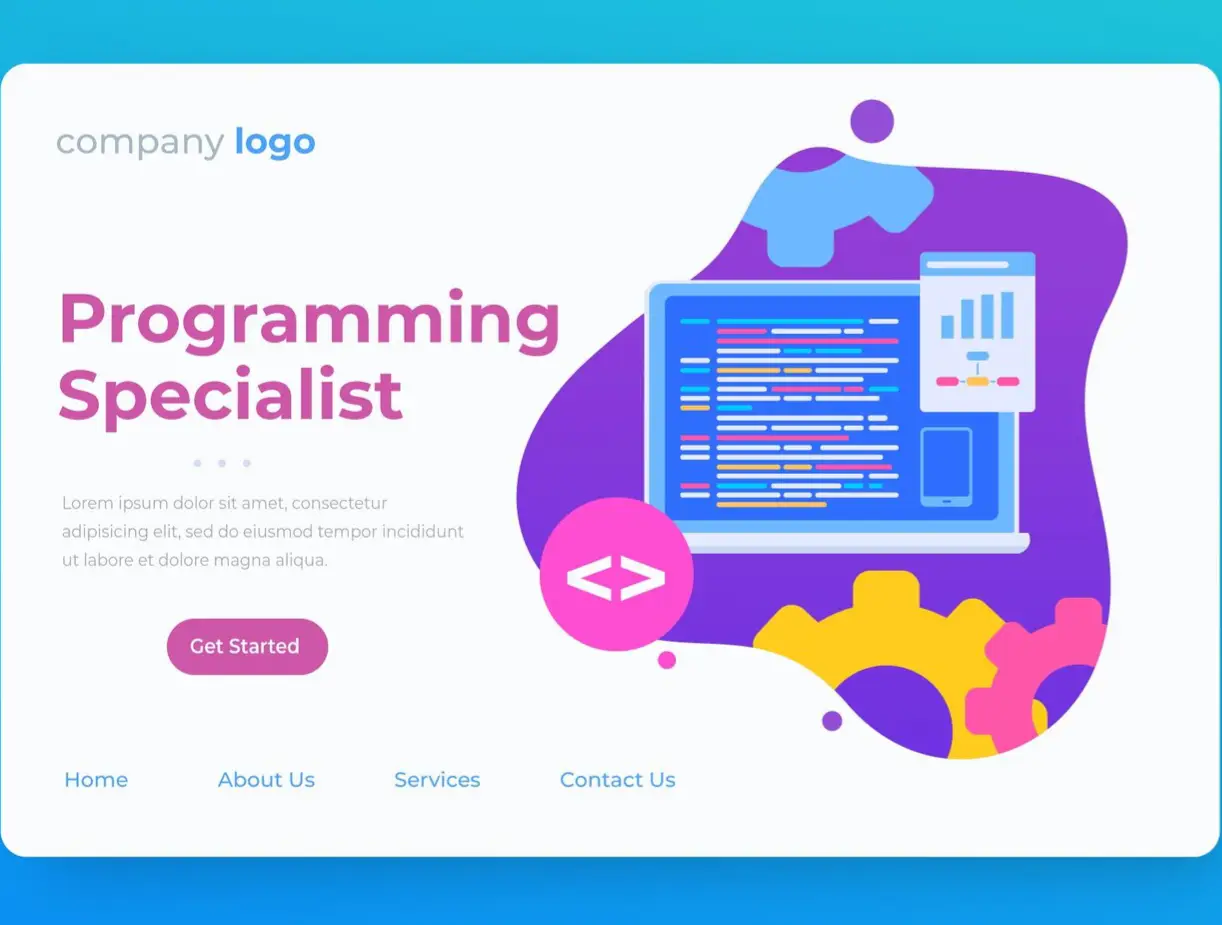 company logo
Programming
Specialist
Lorem ipsum dolor sit amet, consectetur
adipisicing elit, sed do eiusmod tempor incididunt
ut labore et dolore magna aliqua.
<>
Get Started
Home About Us Services Contact Us